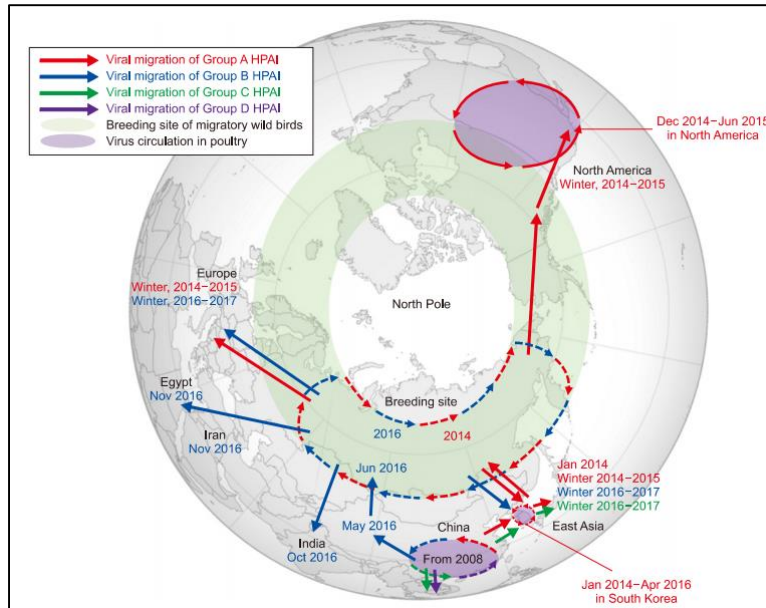 Viral migration of Group A HPAI
Viral migration of Group B HPAI
Viral migration of Group C HPAI
Viral migration of Group D HPAI
Breeding site of migratory wild birds
Virus circulation in poultry
Dec 2014–Jun 2015
in North America
North America
Winter, 2014–2015
Europe
Winter, 2014–2015
Winter, 2016–2017
North Pole
Egypt
Nov 2016
Iran
Nov 2016
Breeding site
2016
2014
Jun 2016
Jan 2014
Winter 2014–2015
Winter 2016–2017
Winter 2016–2017
East Asia
May 2016
China
India
Oct 2016
From 2008
Jan 2014–Apr 2016
in South Korea